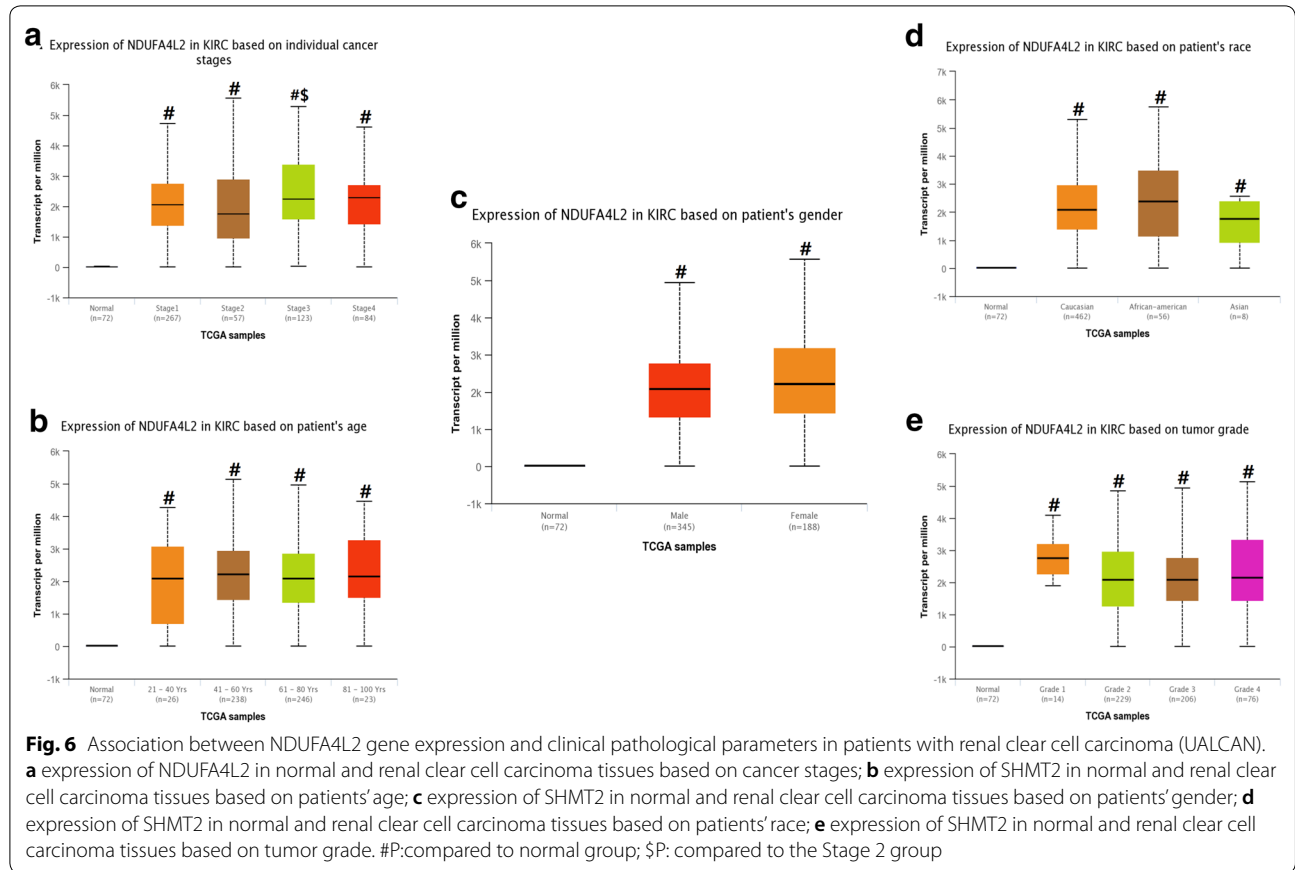 a
. Expression of NDUFA4L2 in KIRC based on individual cancer
stages
Transcript per million
6k
5k
4k
3k
2k
1k
0
-1k
#
#
#$
#
Normal
(n=72)
Stage1
(n=267)
Stage2
(n=57)
Stage3
(n=123)
Stage4
(n=84)
TCGA samples
b
Expression of NDUFA4L2 in KIRC based on patient's age
Transcript per million
6k
5k
4k
3k
2k
1k
0
-1k
#
#
#
#
Normal
(n=72)
21 – 40 Yrs
(n=26)
41 – 60 Yrs
(n=238)
61 – 80 Yrs
(n=246)
81 – 100 Yrs
(n=23)
TCGA samples
c
Expression of NDUFA4L2 in KIRC based on patient's gender
Transcript per million
6k
5k
4k
3k
2k
1k
0
-1k
#
#
Normal
(n=72)
Male
(n=345)
Female
(n=188)
TCGA samples
d
Expression of NDUFA4L2 in KIRC based on patient's race
Transcript per million
7k
6k
5k
4k
3k
2k
1k
0
-1k
#
#
#
Normal
(n=72)
Caucasian
(n=462)
African-american
(n=56)
Asian
(n=8)
TCGA samples
e
Expression of NDUFA4L2 in KIRC based on tumor grade
Transcript per million
6k
5k
4k
3k
2k
1k
0
-1k
#
#
#
#
Normal
(n=72)
Grade 1
(n=14)
Grade 2
(n=229)
Grade 3
(n=206)
Grade 4
(n=76)
TCGA samples
Fig. 6 Association between NDUFA4L2 gene expression and clinical pathological parameters in patients with renal clear cell carcinoma (UALCAN).
a expression of NDUFA4L2 in normal and renal clear cell carcinoma tissues based on cancer stages; b expression of SHMT2 in normal and renal clear
cell carcinoma tissues based on patients' age; c expression of SHMT2 in normal and renal clear cell carcinoma tissues based on patients' gender; d
expression of SHMT2 in normal and renal clear cell carcinoma tissues based on patients' race; e expression of SHMT2 in normal and renal clear cell
carcinoma tissues based on tumor grade. #P:compared to normal group; $P: compared to the Stage 2 group